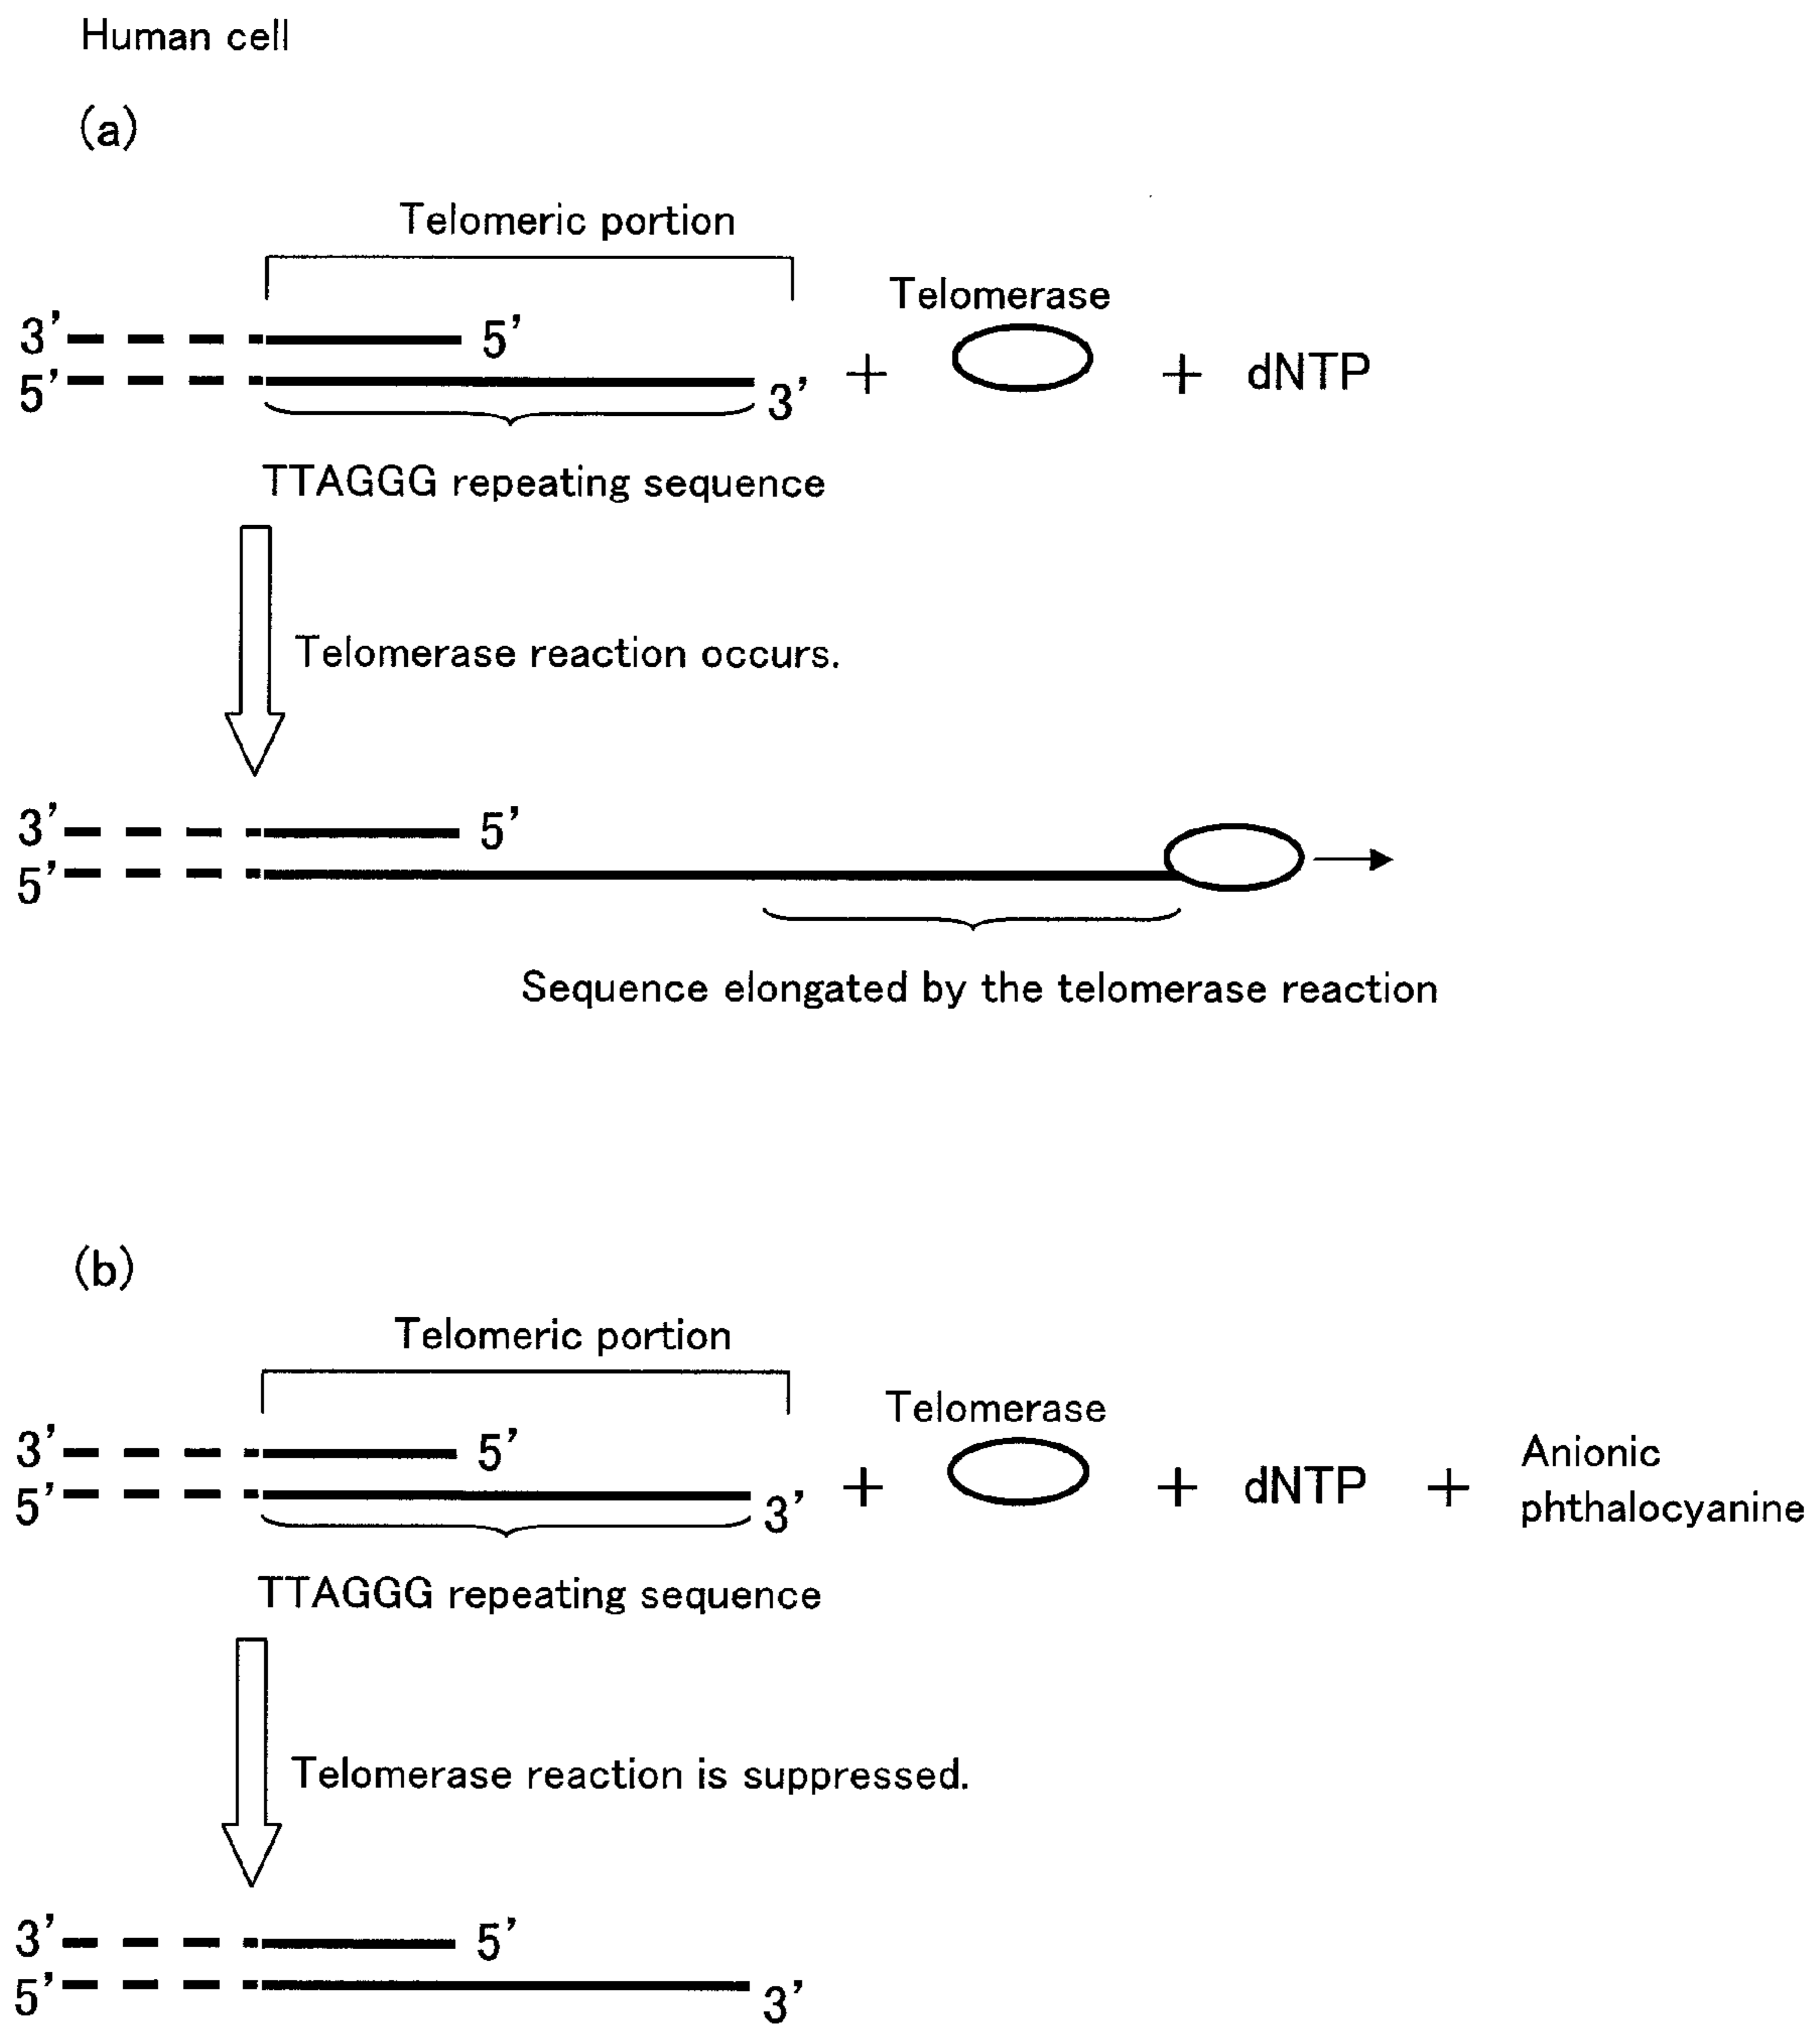 Human cell
(a)
Telomeric portion
Telomerase
3' 5'
5' 3' + + dNTP
TTAGGG repeating sequence
Telomerase reaction occurs.
3' 5'
5'
Sequence elongated by the telomerase reaction
(b)
Telomeric portion
Telomerase
3' 5'
5' 3' + + dNTP + Anionic
phthalocyanine
TTAGGG repeating sequence
Telomerase reaction is suppressed.
3' 5'
5' 3'